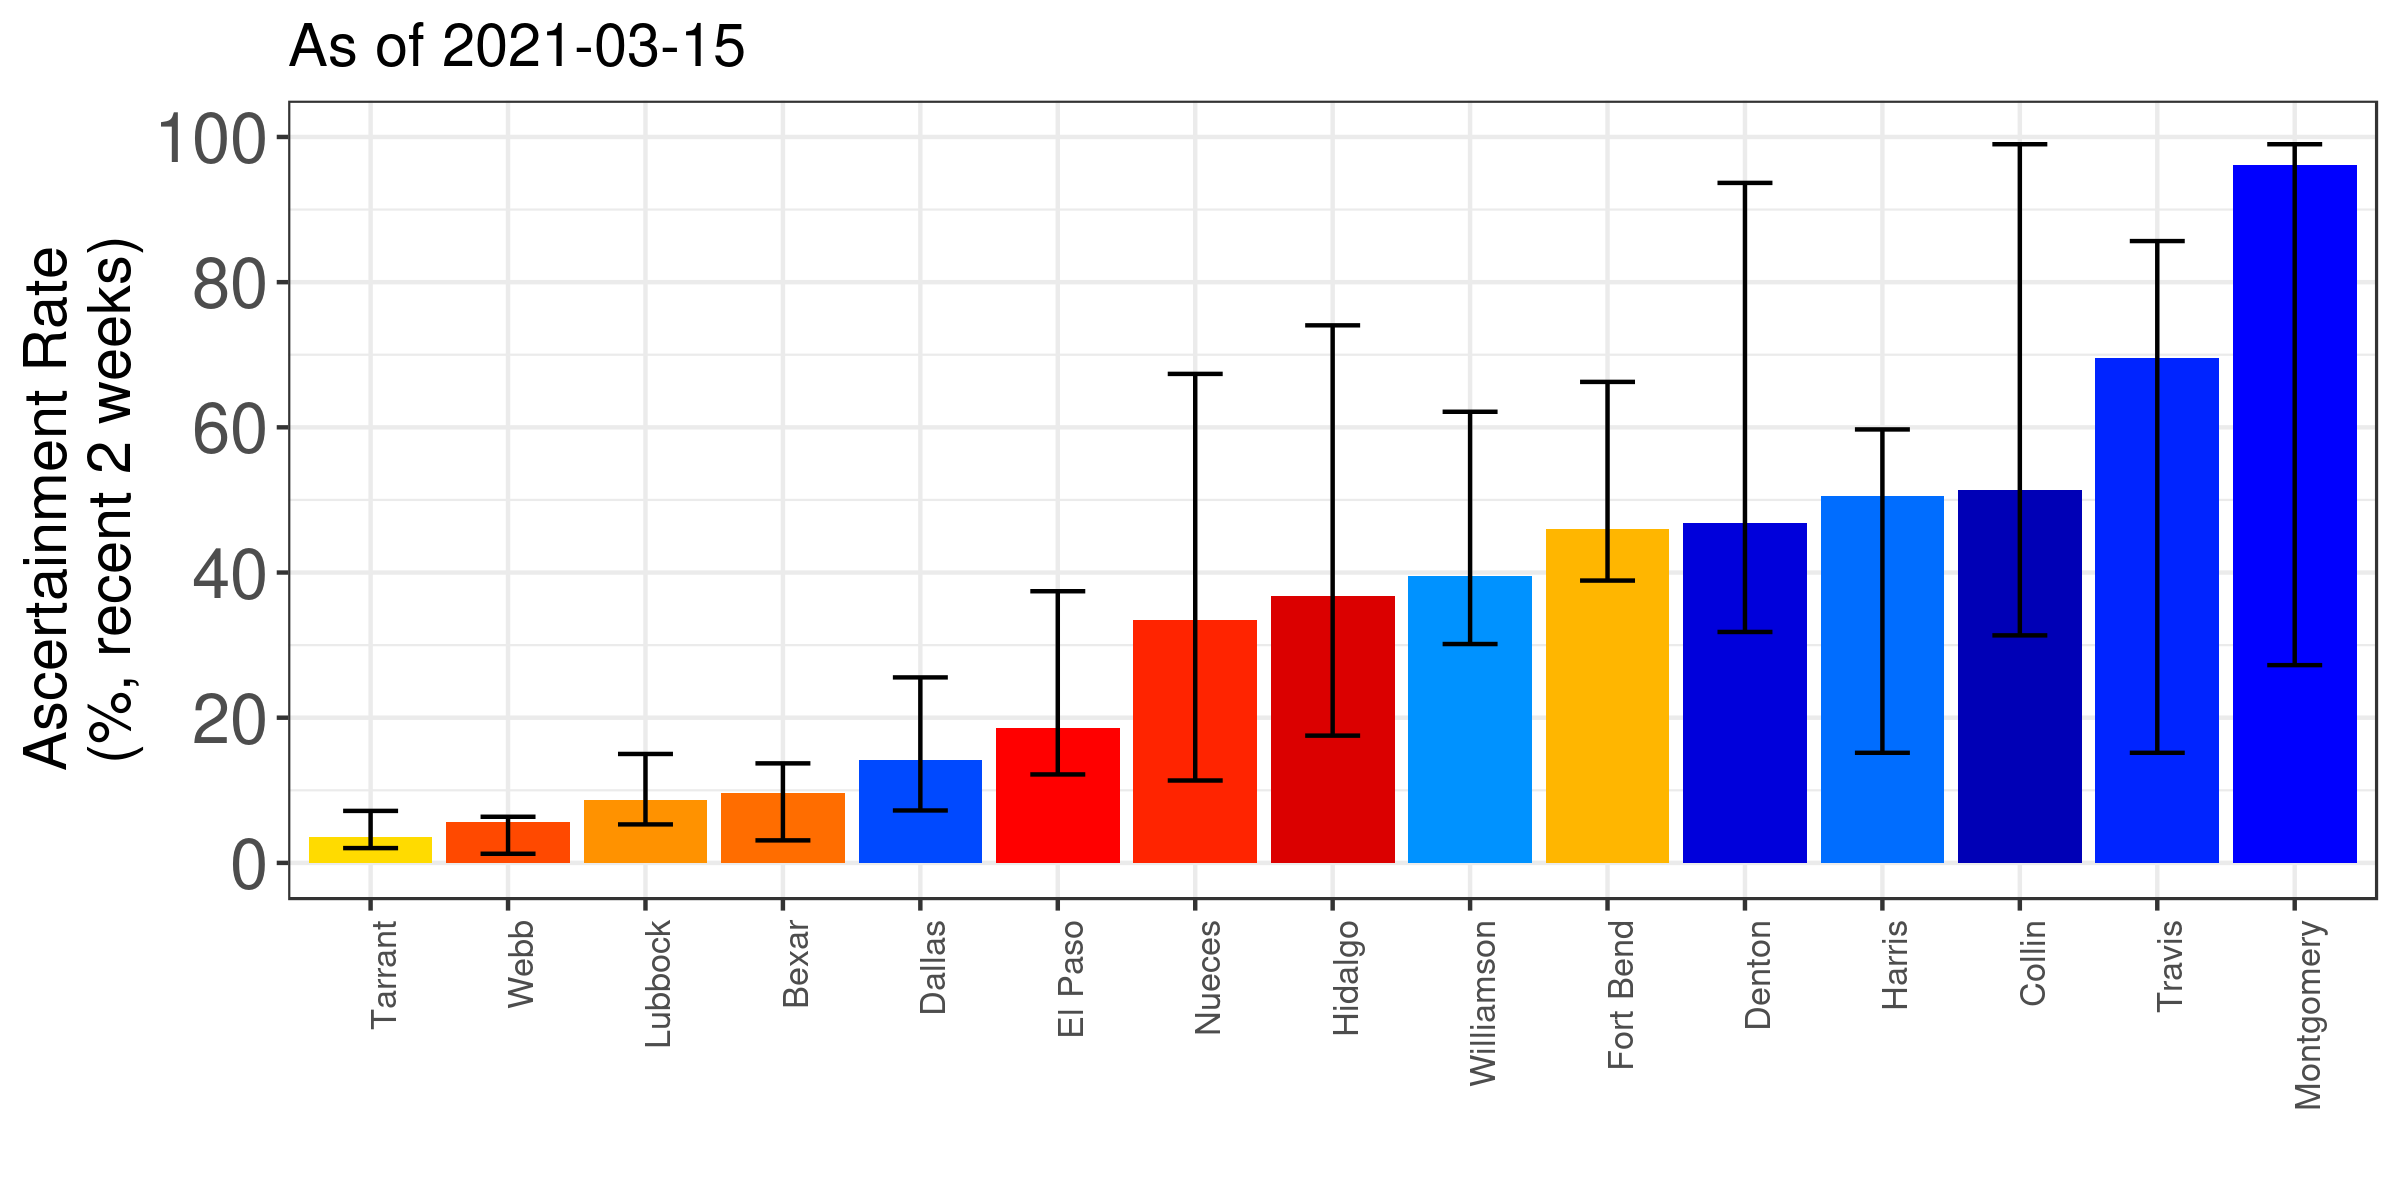 As of 2021-03-15
Ascertainment Rate
(%, recent 2 weeks)
100
80
60
40
20
0
Tarrant
Webb
Lubbock
Bexar
Dallas
El Paso
Nueces
Hidalgo
Williamson
Fort Bend
Denton
Harris
Collin
Travis
Montgomery